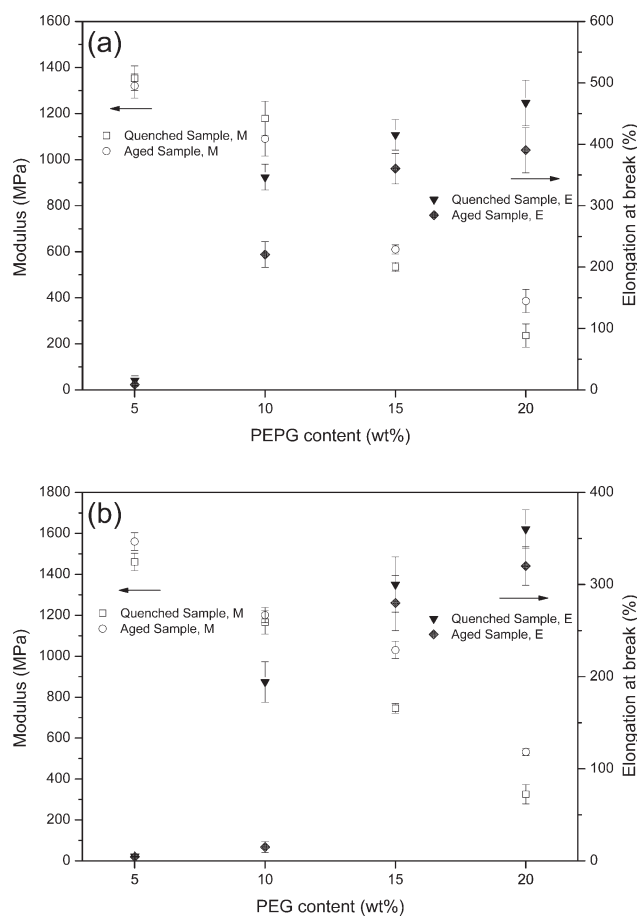 (a)
1600
1400
1200
1000
800
600
400
200
0
Modulus (MPa)
600
500
400
300
200
100
0
Elongation at break (%)
Quenched Sample, M
Aged Sample, M
Quenched Sample, E
Aged Sample, E
5 10 15 20
PEPG content (wt%)
(b)
1800
1600
1400
1200
1000
800
600
400
200
0
Modulus (MPa)
400
300
200
100
0
Elongation at break (%)
Quenched Sample, M
Aged Sample, M
Quenched Sample, E
Aged Sample, E
5 10 15 20
PEG content (wt%)